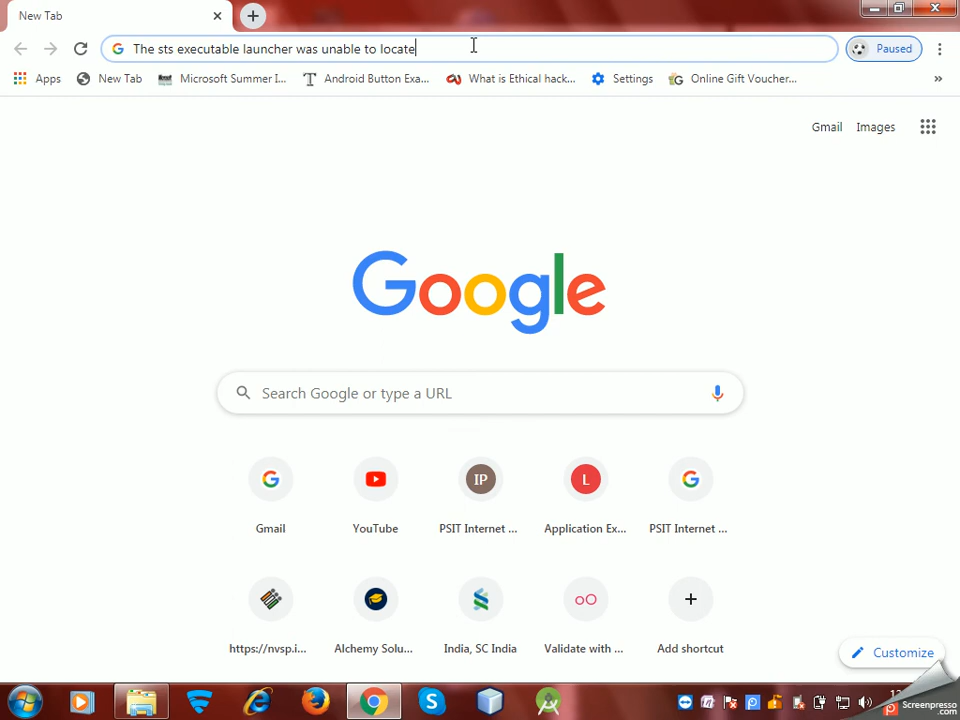 New Tab
The sts executable launcher was unable to locate
Paused
Apps
New Tab
Microsoft Summer I...
Android Button Exa...
What is Ethical hack...
Settings
Online Gift Voucher...
»
Gmail
Images
Google
Search Google or type a URL
IP
L
Gmail
YouTube
PSIT Internet ...
Application Ex...
PSIT Internet ...
https://nvsp.i...
Alchemy Solu...
India, SC India
Validate with ...
Add shortcut
Customize
Screenpresso
.com